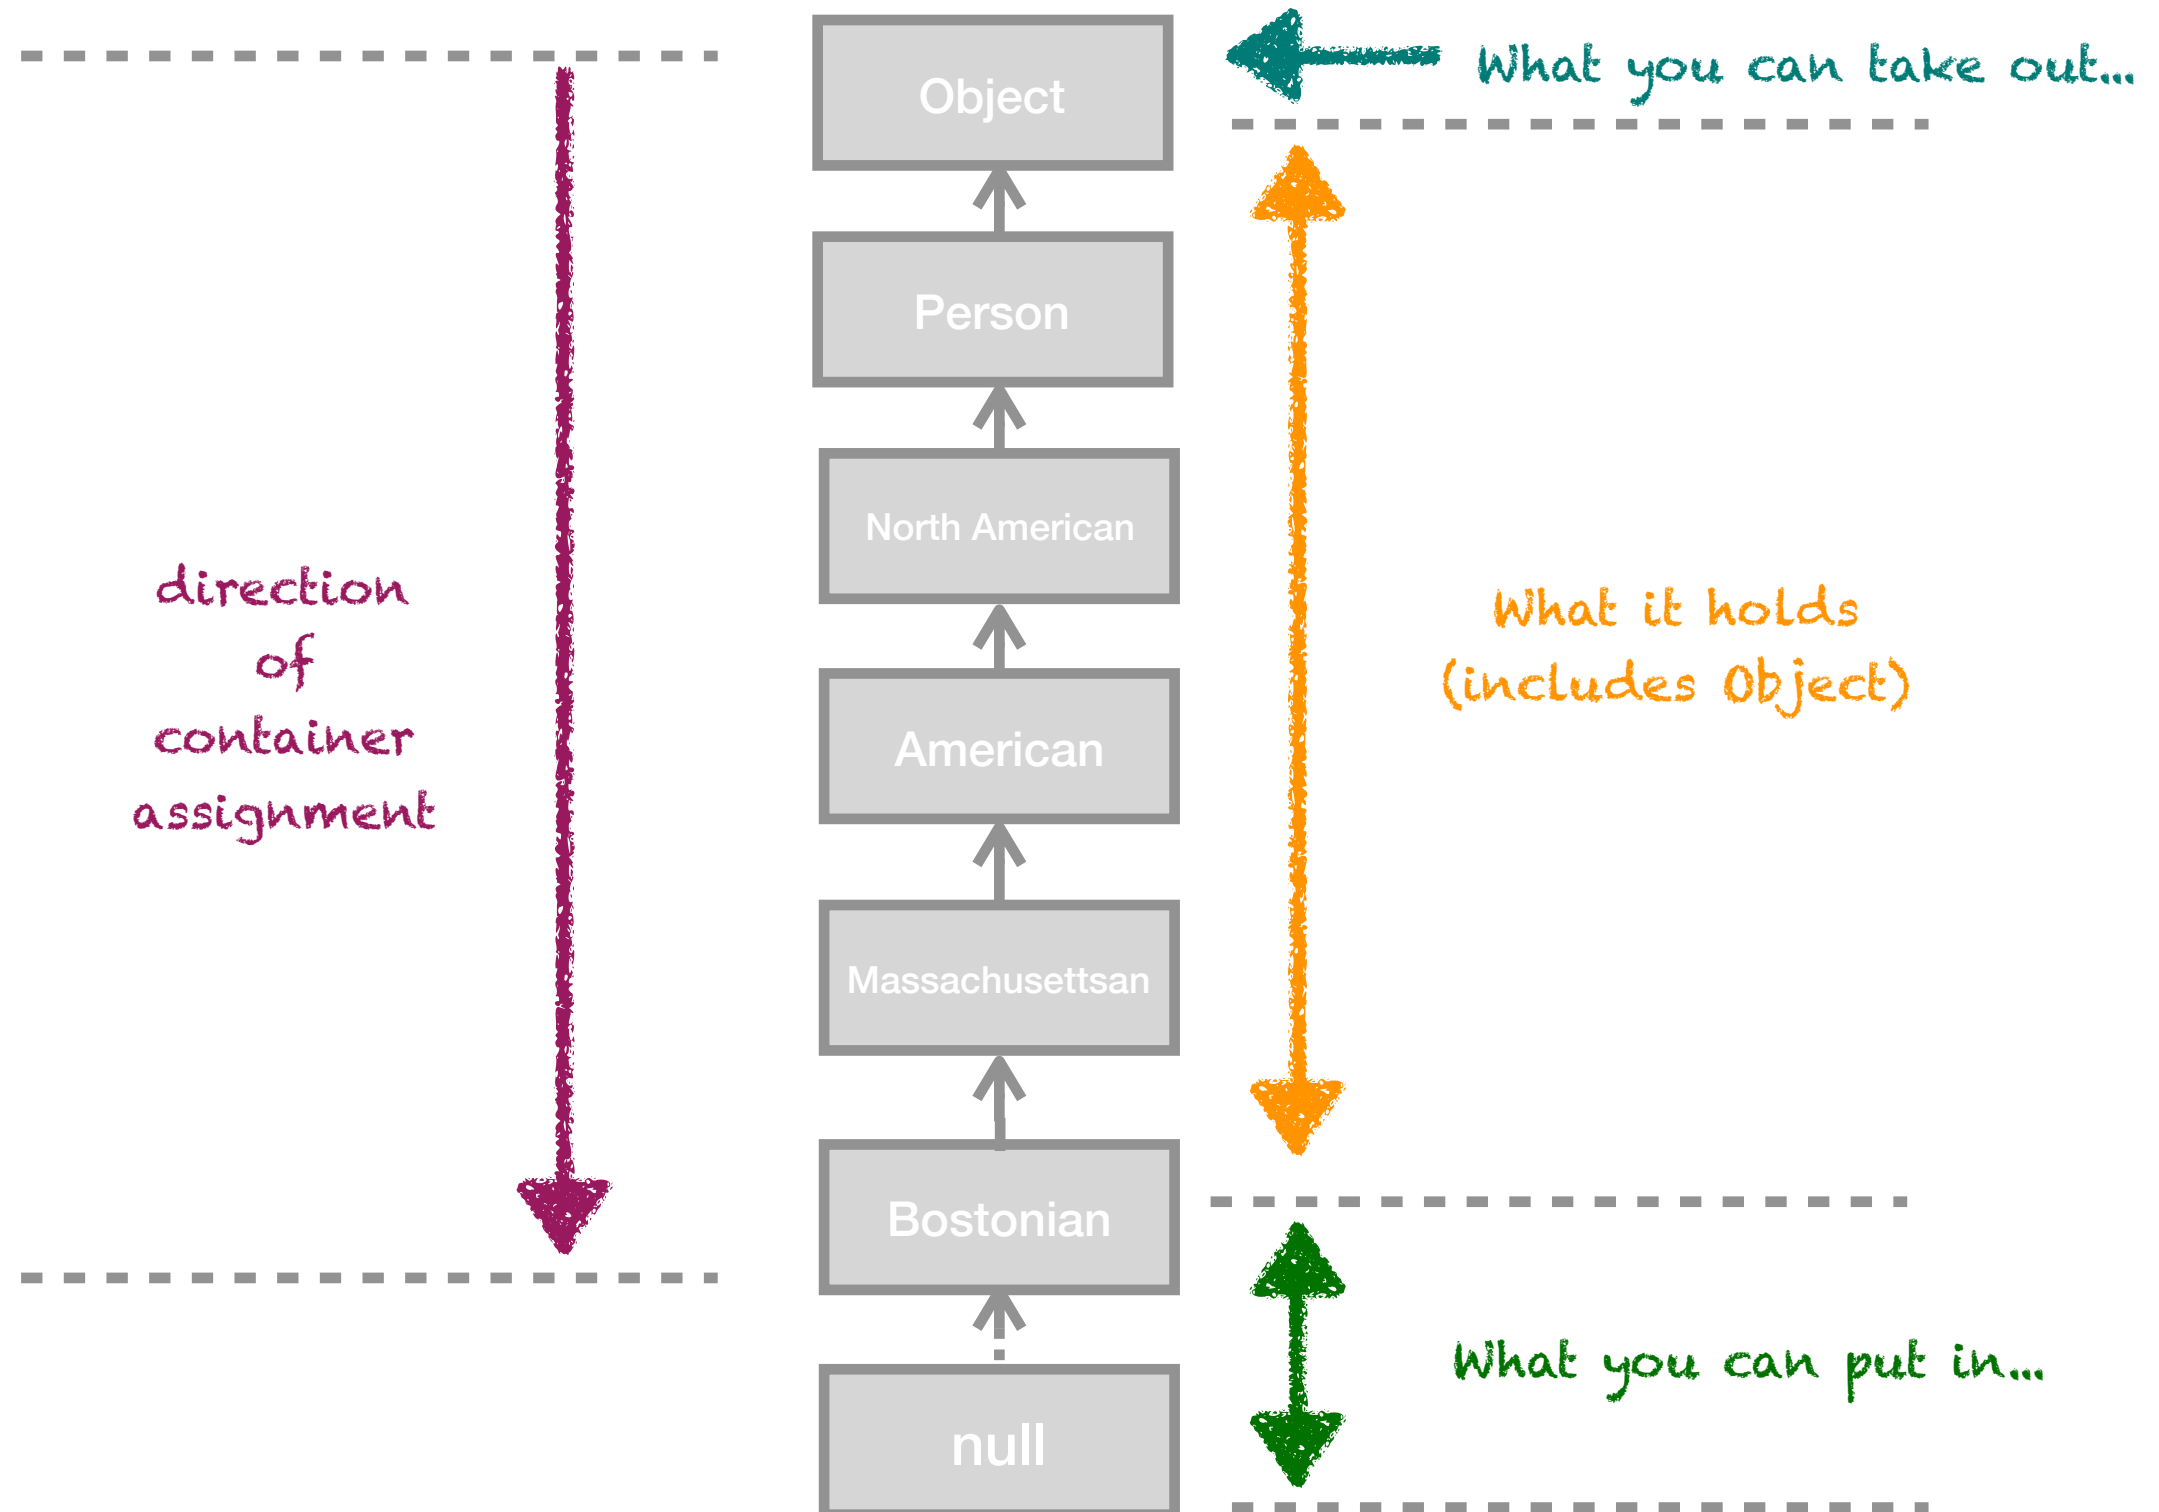 Object
What you can take out...
Person
North American
direction
of
container
assignment
What it holds
(includes Object)
American
Massachusettsan
Bostonian
What you can put in...
null